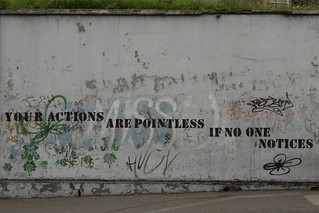 YOUR ACTIONS
ARE POINTLESS
IF NO ONE
NOTICES